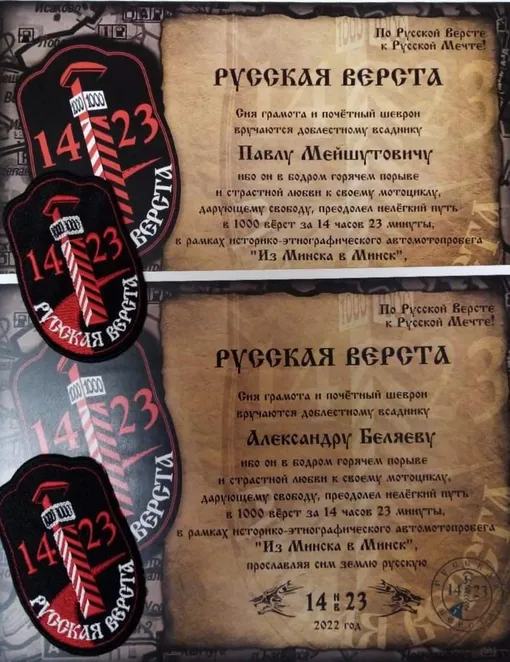 По Русской Версте
к Русской Мечте!
РУССКАЯ ВЕРСТА
Сия грамота и почётный шеврон
вручаются доблестному всаднику
Павлу Мейшутовичу
ибо он в бодром горячем порыве
и страстной любви к своему мотоциклу,
дарующему свободу, преодолел нелёгкий путь
в 1000 вёрст за 14 часов 23 минуты,
в рамках историко-этнографического автомотопробега
"Из Минска в Минск",
1000 1000
14 23
ВЕРСТА
14 23
РУССКАЯ ВЕРСТА
По Русской Версте
к Русской Мечте!
РУССКАЯ ВЕРСТА
Сия грамота и почётный шеврон
вручаются доблестному всаднику
Александру Беляеву
ибо он в бодром горячем порыве
и страстной любви к своему мотоциклу,
дарующему свободу, преодолел нелёгкий путь
в 1000 вёрст за 14 часов 23 минуты,
в рамках историко-этнографического автомотопробега
"Из Минска в Минск",
прославляя сим землю русскую
14 23
2022 год
14 23
1000 1000
23
ВЕРСТА
14 23
РУССКАЯ ВЕРСТА